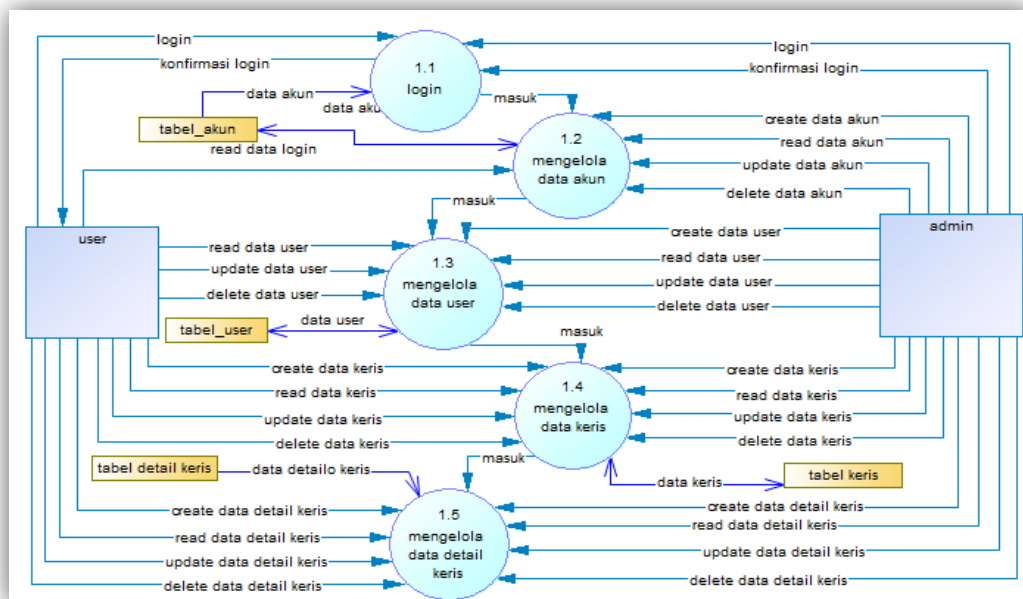 login
login
1.1
login
konfirmasi login
konfirmasi login
data akun
masuk
data aku
create data akun
tabel_akun
1.2
mengelola
data akun
read data akun
read data login
update data akun
delete data akun
masuk
user
admin
create data user
read data user
1.3
mengelola
data user
read data user
update data user
update data user
delete data user
delete data user
tabel_user
data user
masuk
create data keris
1.4
mengelola
data keris
create data keris
read data keris
read data keris
update data keris
update data keris
delete data keris
delete data keris
masuk
tabel detail keris
data detailo keris
data keris
tabel keris
create data detail keris
1.5
mengelola
data detail
keris
create data detail keris
read data detail keris
read data detail keris
update data detail keris
update data detail keris
delete data detail keris
delete data detail keris